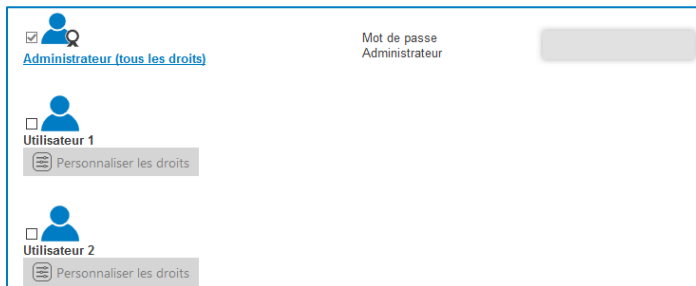 Administrateur (tous les droits)
Mot de passe
Administrateur
Utilisateur 1
Personnaliser les droits
Utilisateur 2
Personnaliser les droits